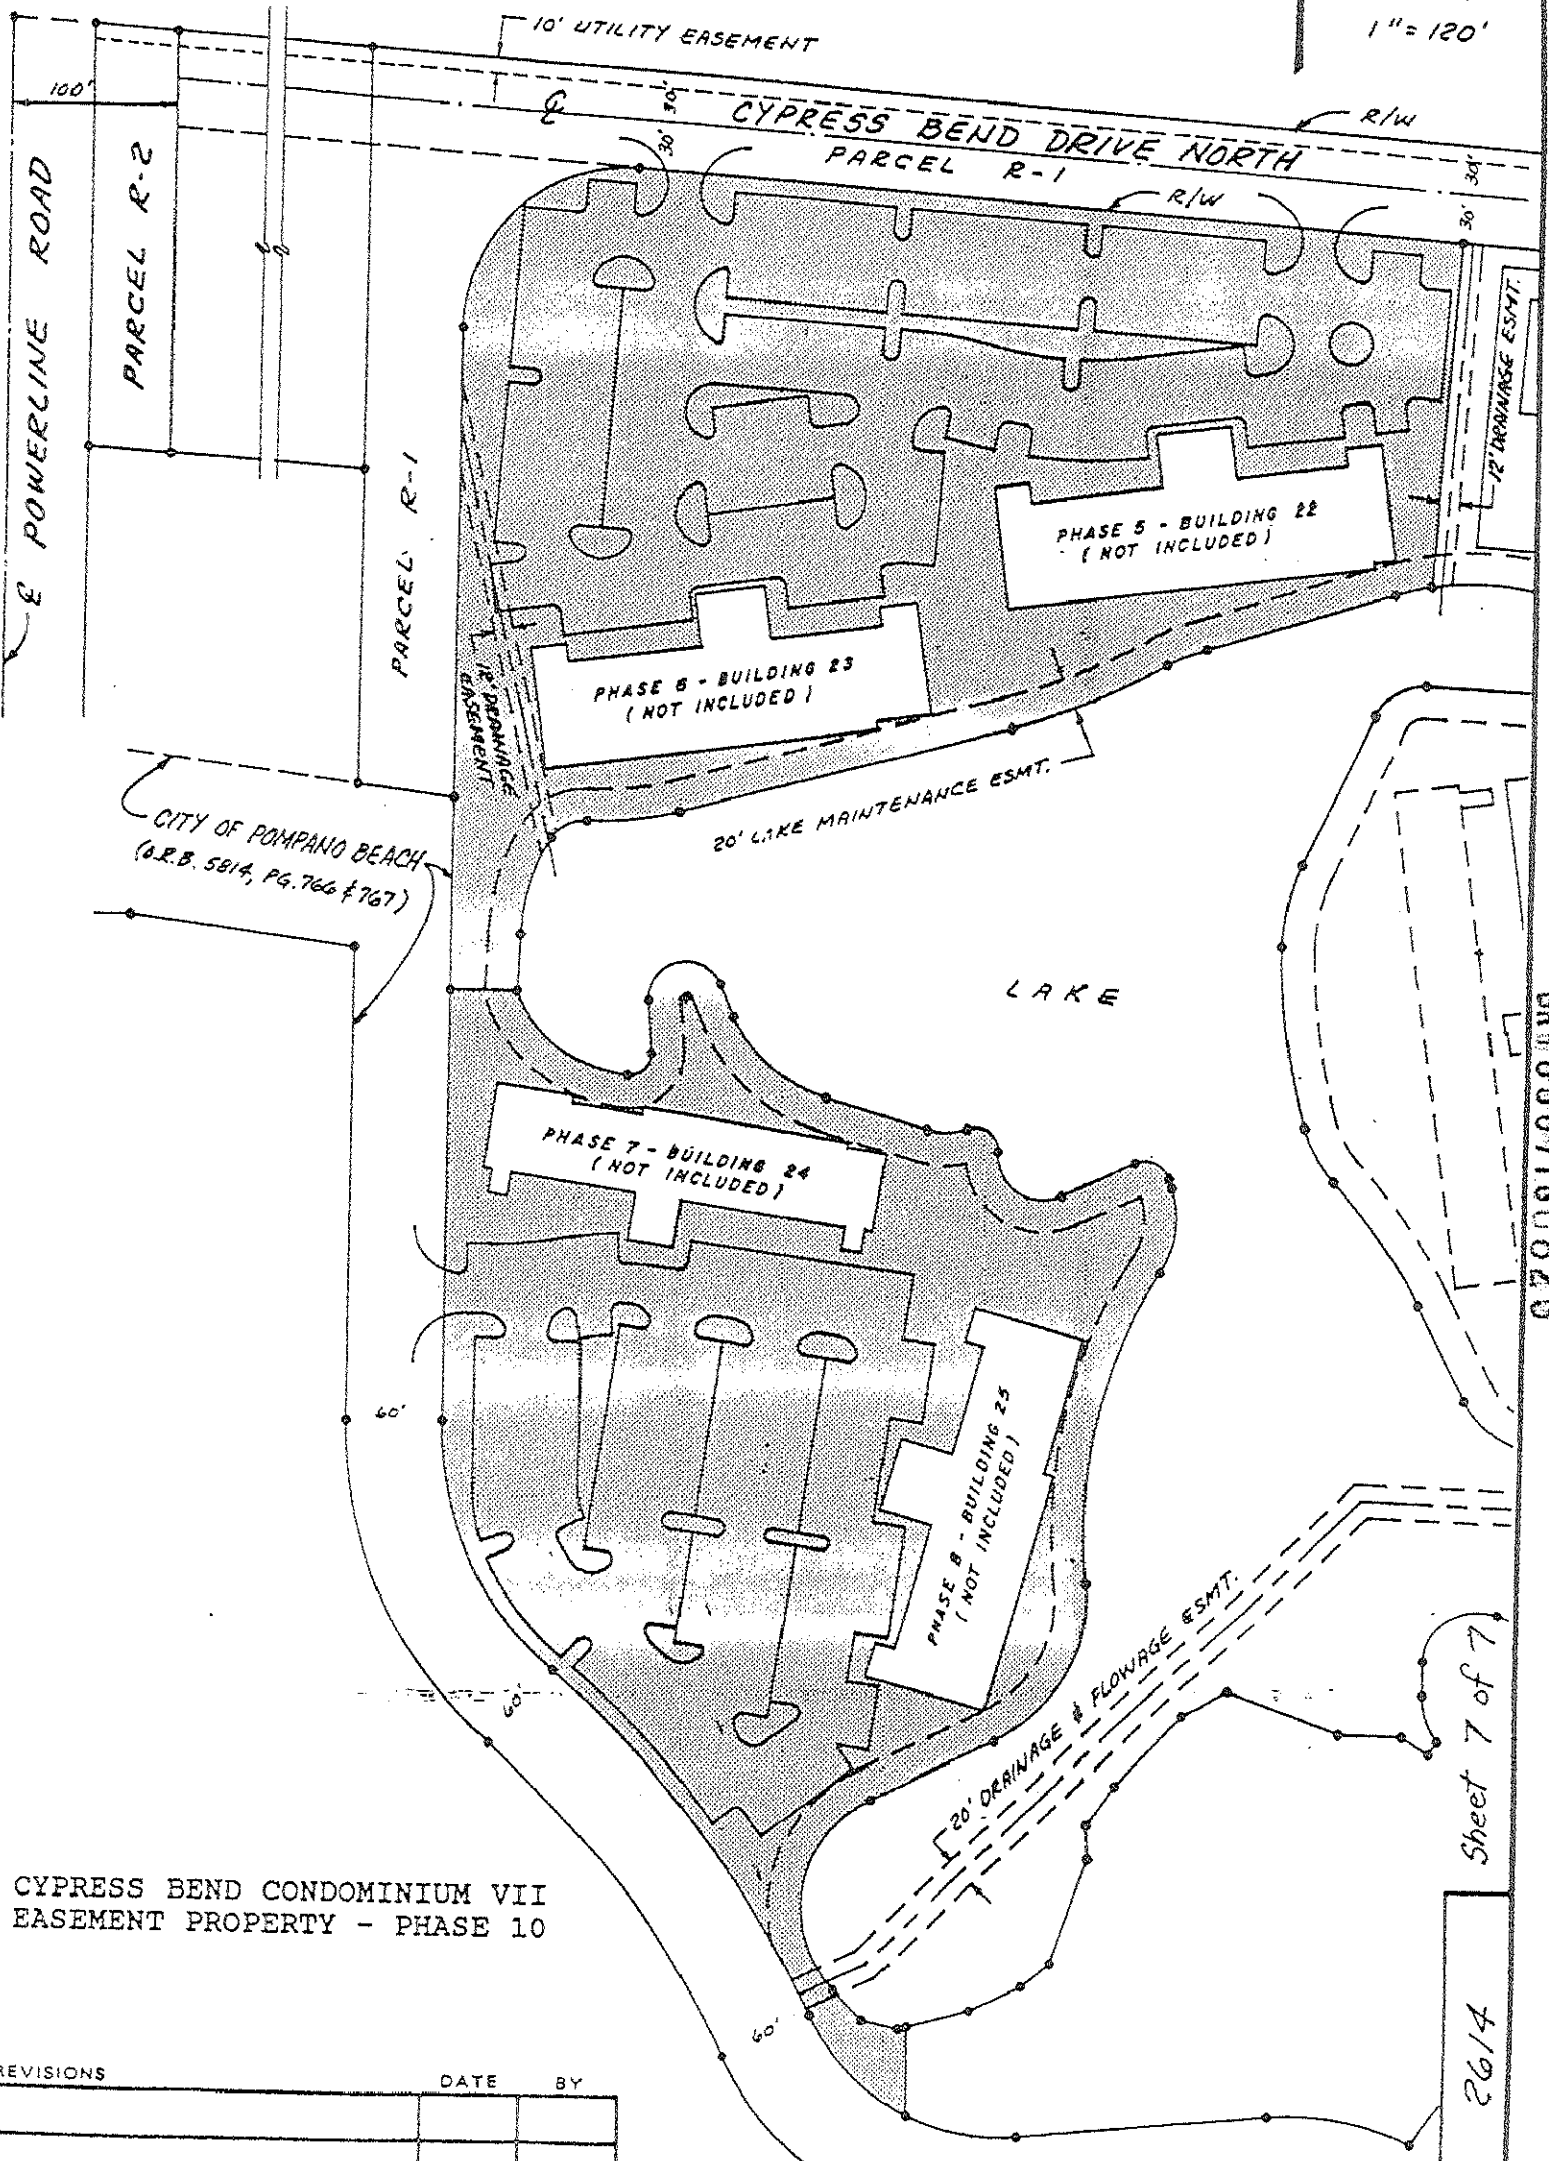 1" = 120'
10' UTILITY EASEMENT
100'
℄
30'
30'
CYPRESS BEND DRIVE NORTH
PARCEL R-1
R/W
R/W
30'
30'
℄ POWERLINE ROAD
PARCEL R-2
PARCEL R-1
12' DRAINAGE ESMT.
PHASE 5 - BUILDING 22
( NOT INCLUDED )
PHASE 6 - BUILDING 23
( NOT INCLUDED )
12' DRAINAGE
EASEMENT
20' LAKE MAINTENANCE ESMT.
CITY OF POMPANO BEACH
(O.R.B. 5814, PG. 766 & 767)
LAKE
PHASE 7 - BUILDING 24
( NOT INCLUDED )
PHASE 8 - BUILDING 25
( NOT INCLUDED )
60'
60'
20' DRAINAGE & FLOWAGE ESMT.
60'
CYPRESS BEND CONDOMINIUM VII
EASEMENT PROPERTY - PHASE 10
REVISIONS
DATE
BY
Sheet 7 of 7
2614